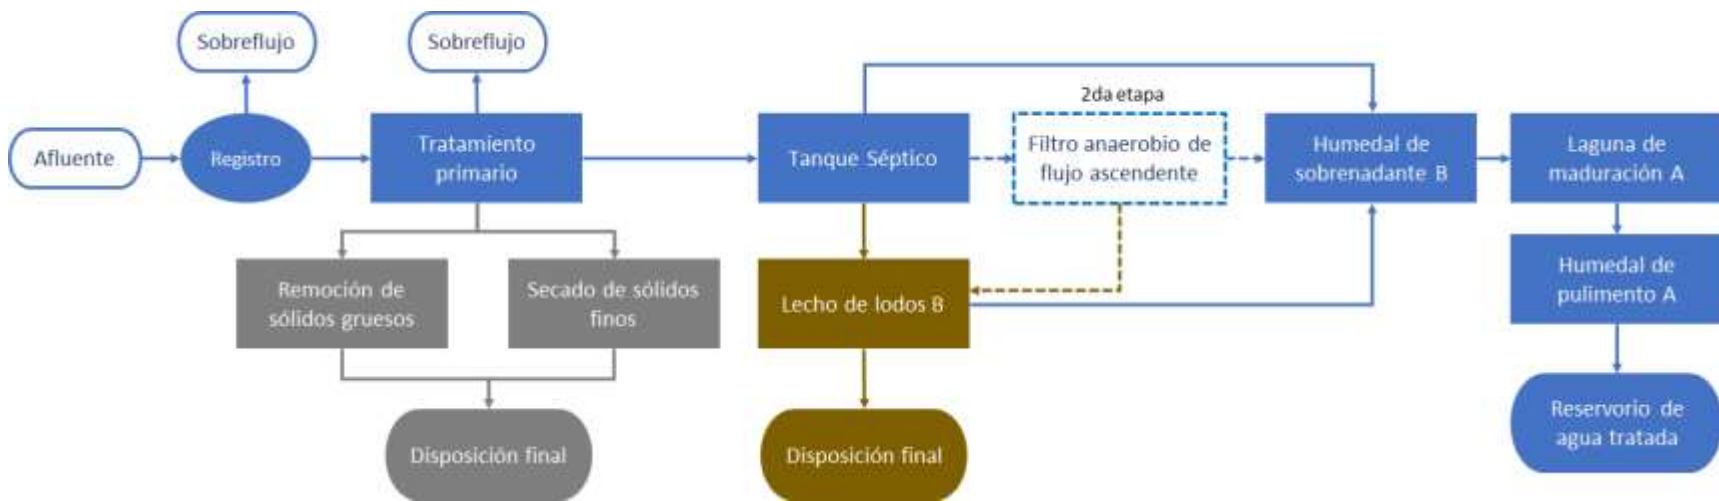 Sobreflujo
Sobreflujo
2da etapa
Afluente
Registro
Tratamiento
primario
Tanque Séptico
Filtro anaerobio de
flujo ascendente
Humedal de
sobrenadante B
Laguna de
maduración A
Remoción de
sólidos gruesos
Secado de sólidos
finos
Lecho de lodos B
Humedal de
pulimento A
Disposición final
Disposición final
Reservorio de
agua tratada